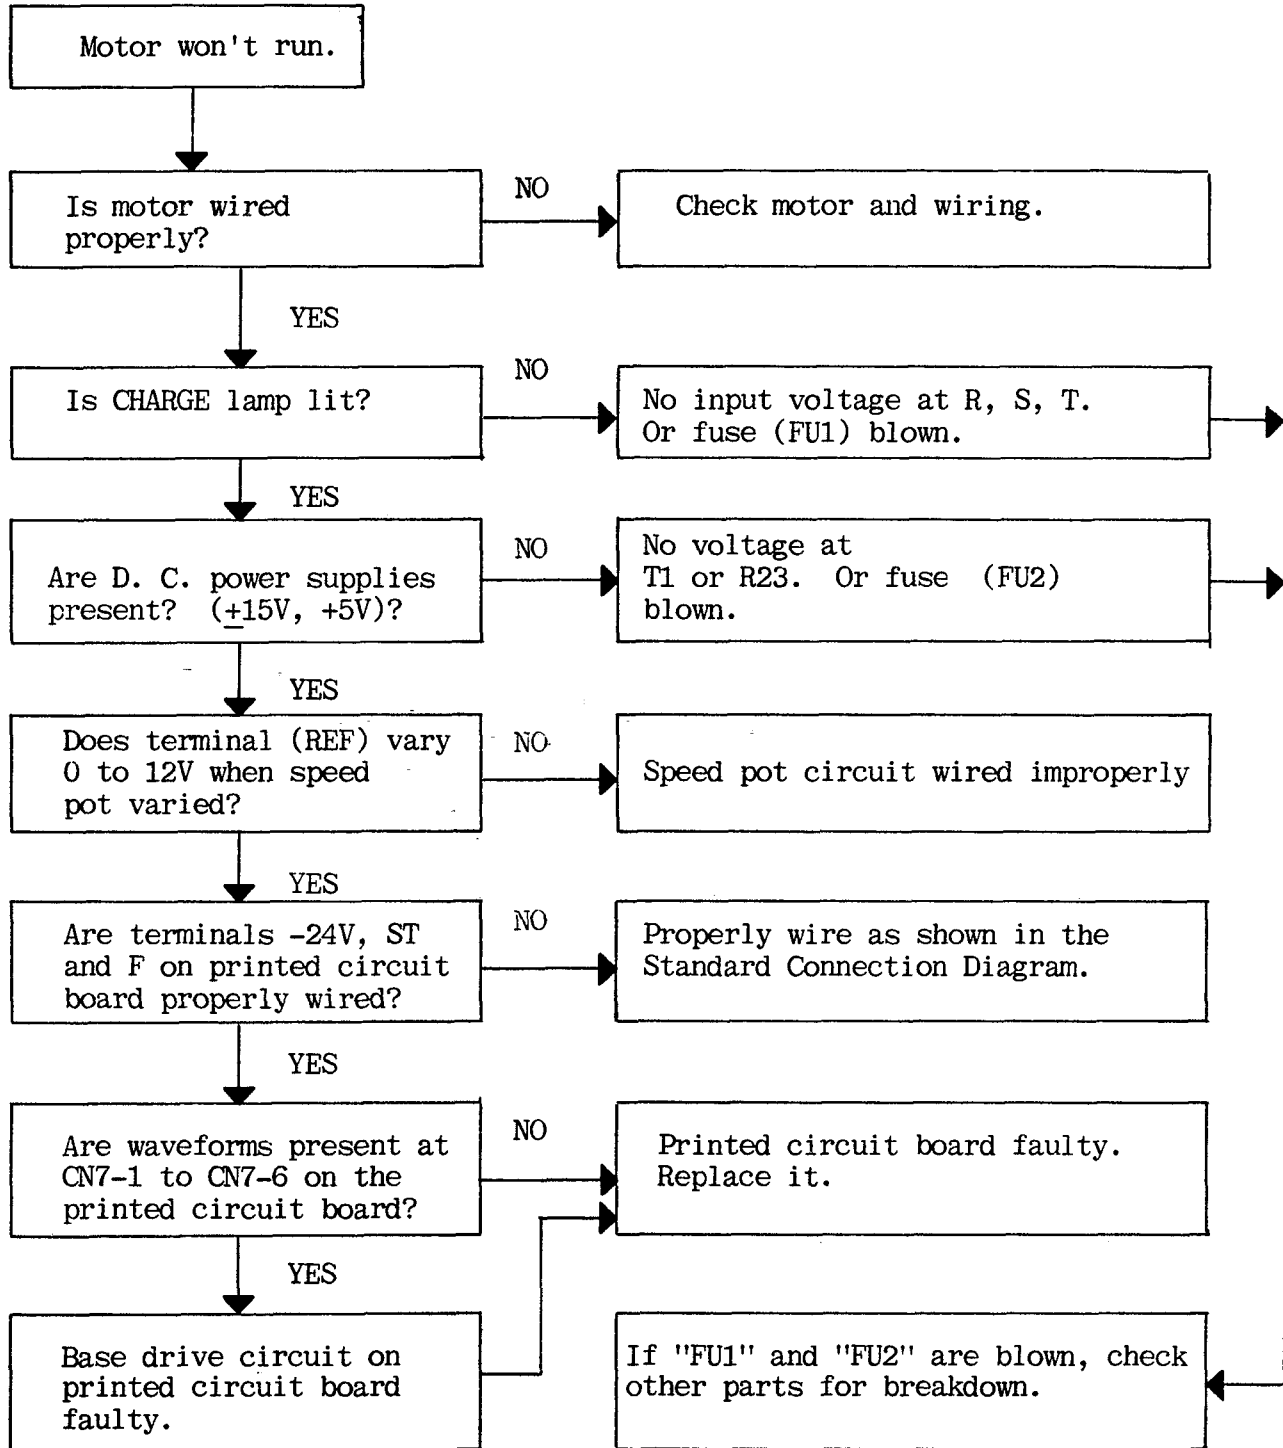 Motor won't run.
Is motor wired
properly?
NO
Check motor and wiring.
YES
Is CHARGE lamp lit?
NO
No input voltage at R, S, T.
Or fuse (FU1) blown.
YES
Are D. C. power supplies
present? (±15V, +5V)?
NO
No voltage at
T1 or R23. Or fuse (FU2)
blown.
YES
Does terminal (REF) vary
0 to 12V when speed
pot varied?
NO
Speed pot circuit wired improperly
YES
Are terminals -24V, ST
and F on printed circuit
board properly wired?
NO
Properly wire as shown in the
Standard Connection Diagram.
YES
Are waveforms present at
CN7-1 to CN7-6 on the
printed circuit board?
NO
Printed circuit board faulty.
Replace it.
YES
Base drive circuit on
printed circuit board
faulty.
If "FU1" and "FU2" are blown, check
other parts for breakdown.